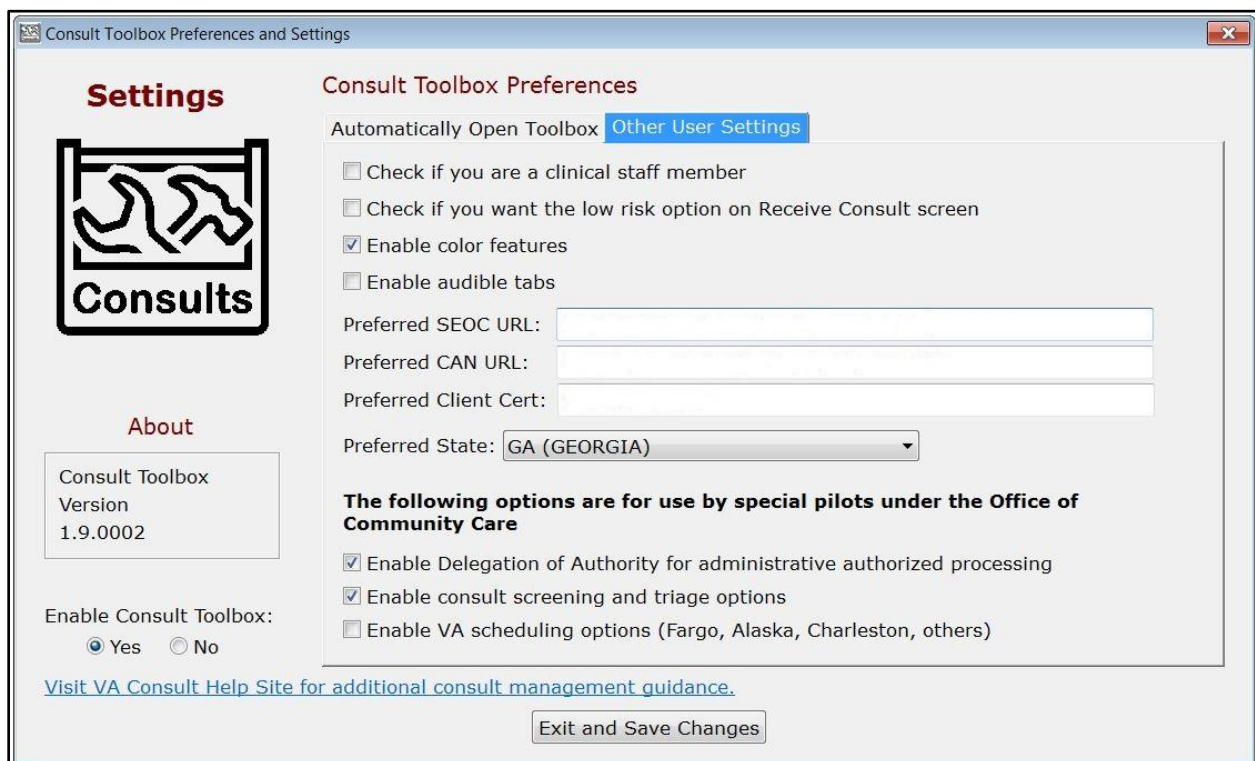 Consult Toolbox Preferences and Settings
Settings
Consults
About
Consult Toolbox
Version
1.9.0002
Enable Consult Toolbox:
Yes No
Consult Toolbox Preferences
Automatically Open Toolbox Other User Settings
Check if you are a clinical staff member
Check if you want the low risk option on Receive Consult screen
Enable color features
Enable audible tabs
Preferred SEOC URL:
Preferred CAN URL:
Preferred Client Cert:
Preferred State: GA (GEORGIA)
The following options are for use by special pilots under the Office of
Community Care
Enable Delegation of Authority for administrative authorized processing
Enable consult screening and triage options
Enable VA scheduling options (Fargo, Alaska, Charleston, others)
Visit VA Consult Help Site for additional consult management guidance.
Exit and Save Changes